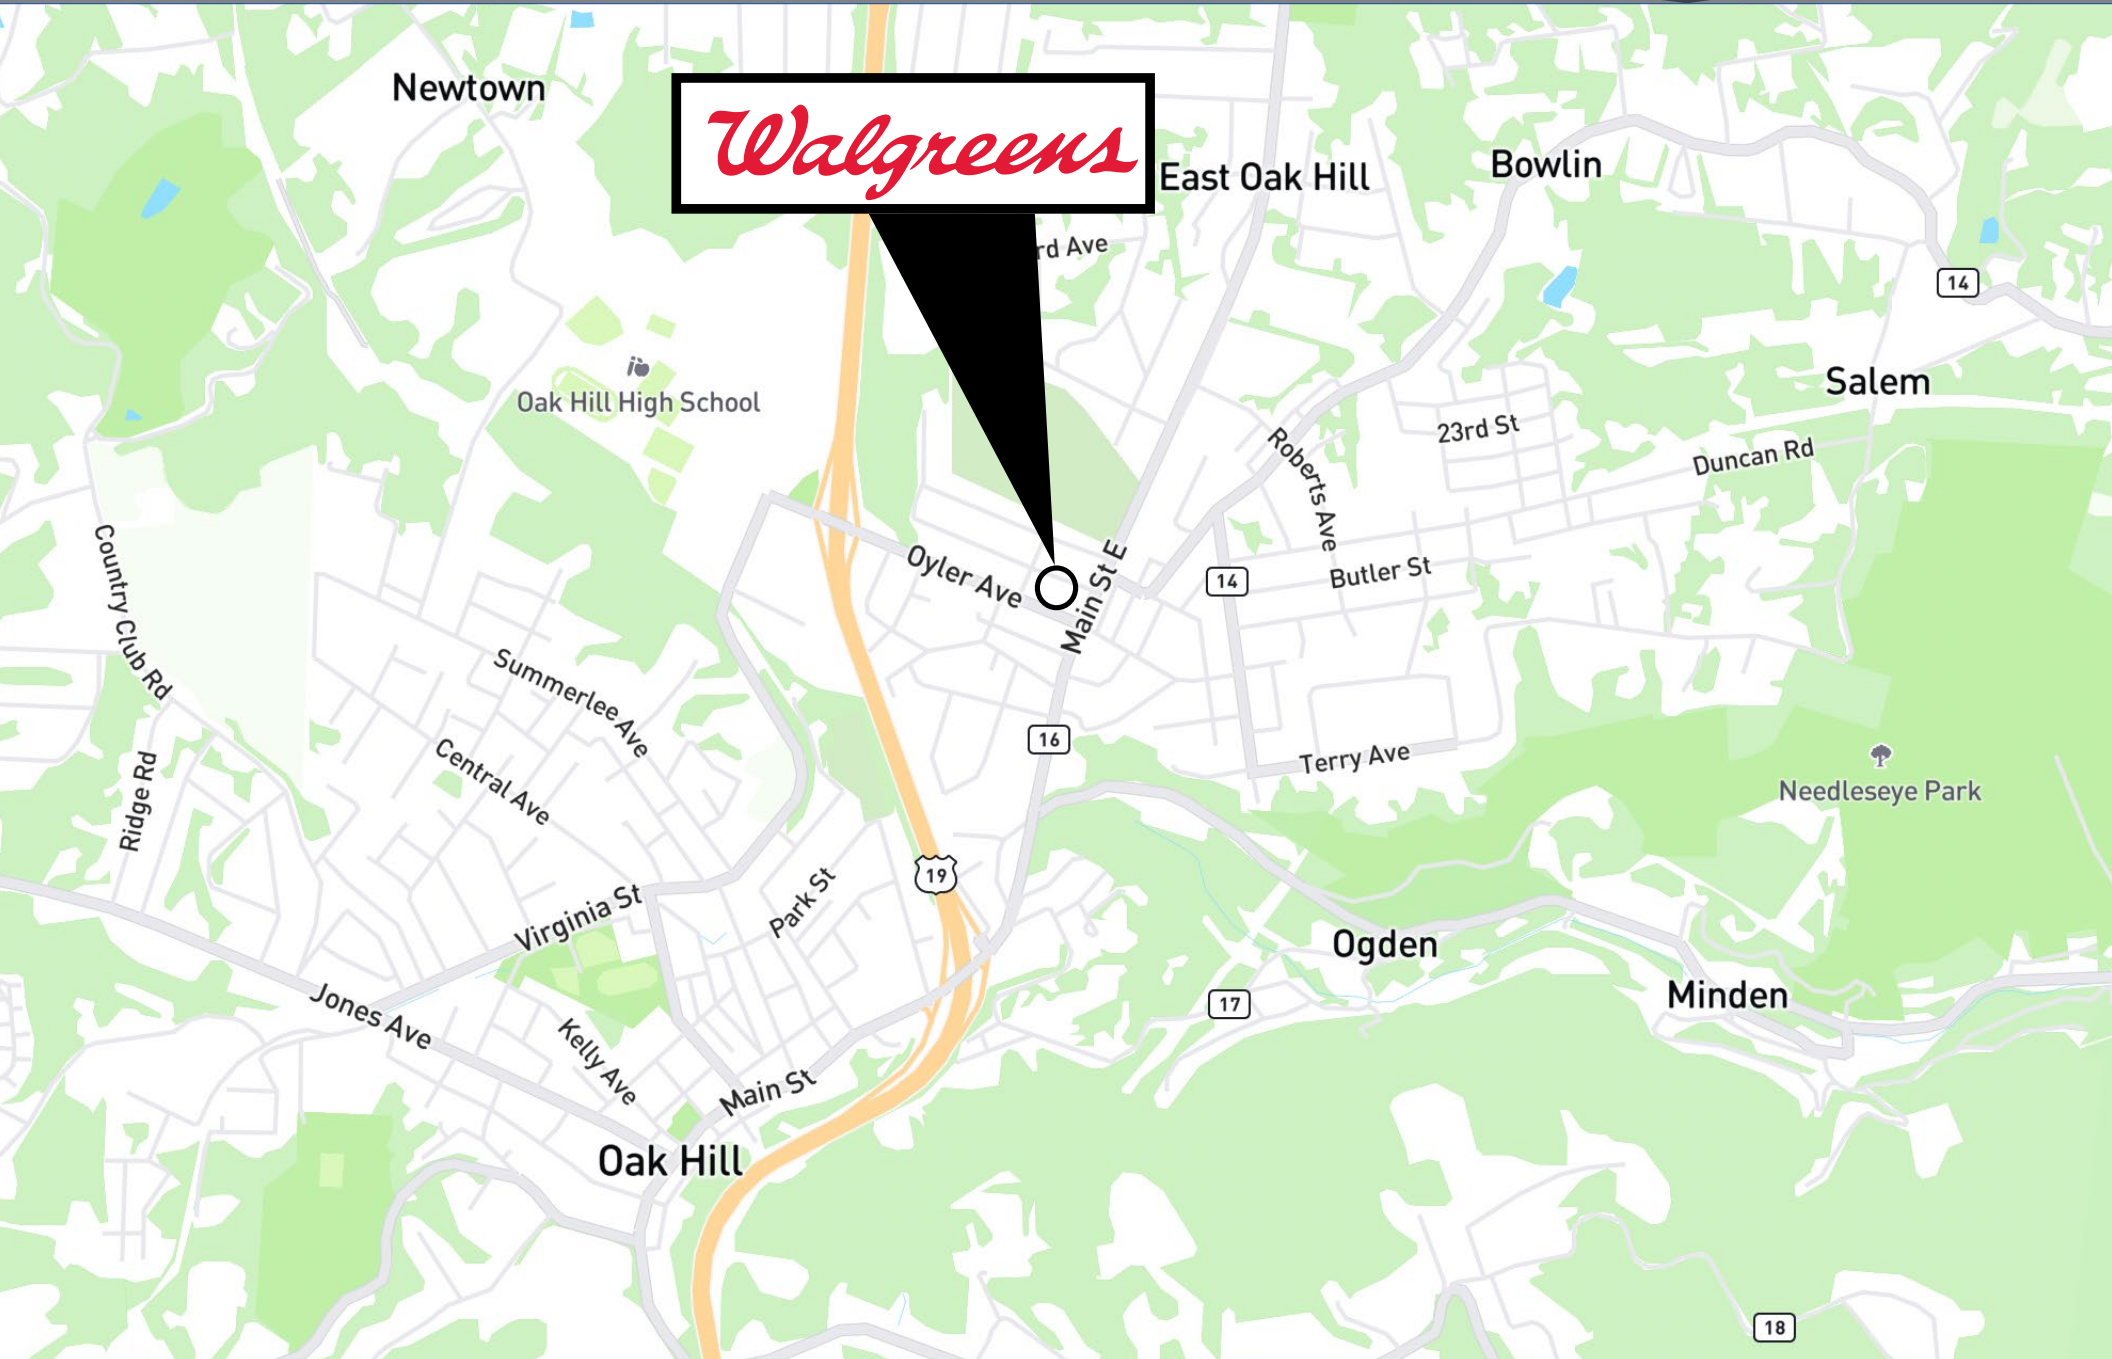 Newtown
Walgreens
East Oak Hill
Bowlin
rd Ave
14
Oak Hill High School
Salem
23rd St
Roberts Ave
Duncan Rd
Country Club Rd
Oyler Ave
Main St E
14
Butler St
Summerlee Ave
16
Terry Ave
Central Ave
Ridge Rd
Needleseye Park
19
Park St
Virginia St
Ogden
Jones Ave
17
Minden
Kelly Ave
Main St
Oak Hill
18